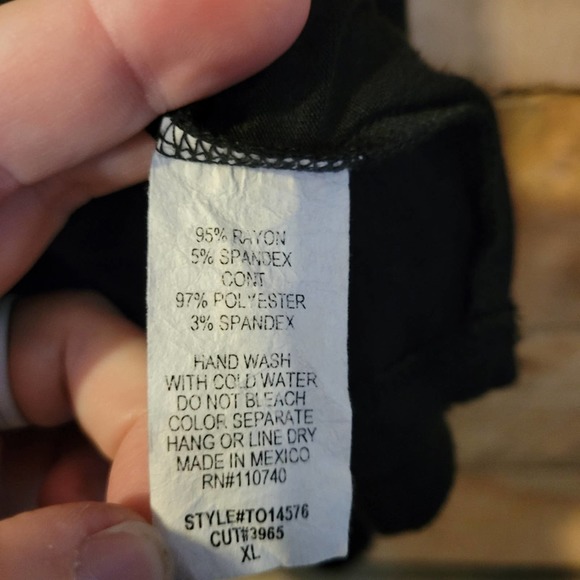 95% RAYON
5% SPANDEX
CONT
97% POLYESTER
3% SPANDEX
HAND WASH
WITH COLD WATER
DO NOT BLEACH
COLOR SEPARATE
HANG OR LINE DRY
MADE IN MEXICO
RN#110740
STYLE#TO14576
CUT#3965
XL